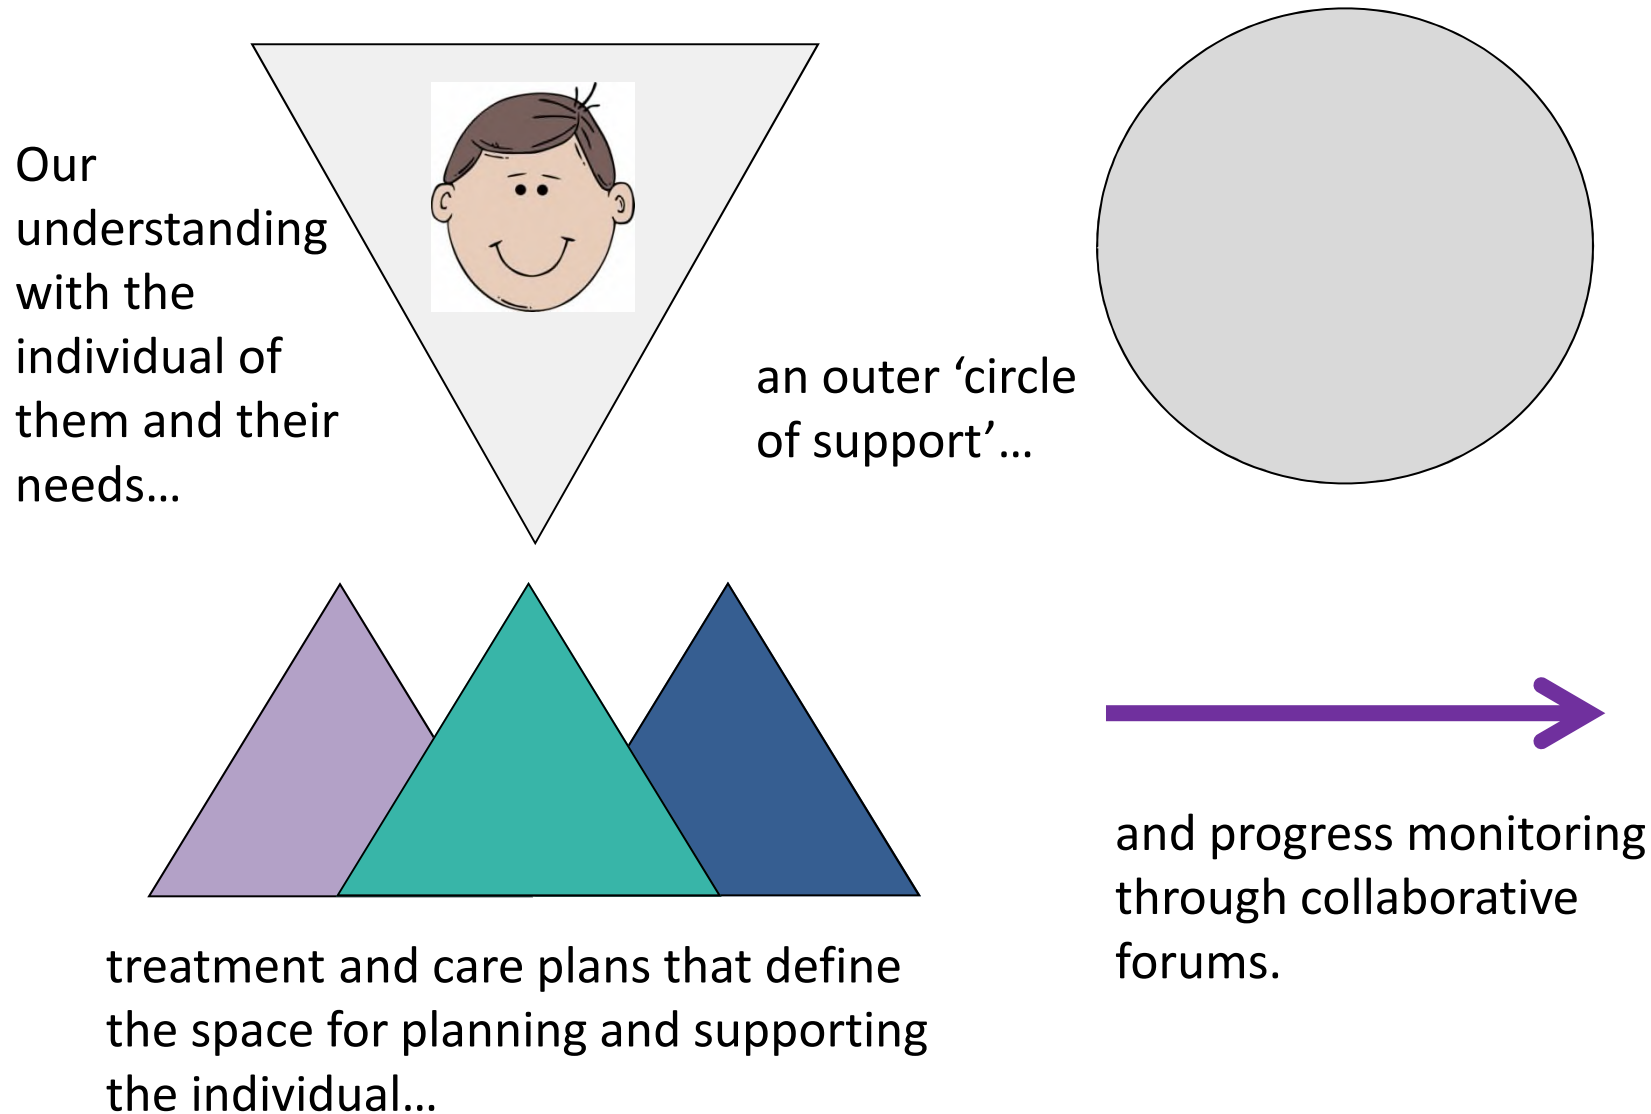 Our
understanding
with the
individual of
them and their
needs…
an outer ‘circle
of support’…
treatment and care plans that define
the space for planning and supporting
the individual…
and progress monitoring
through collaborative
forums.